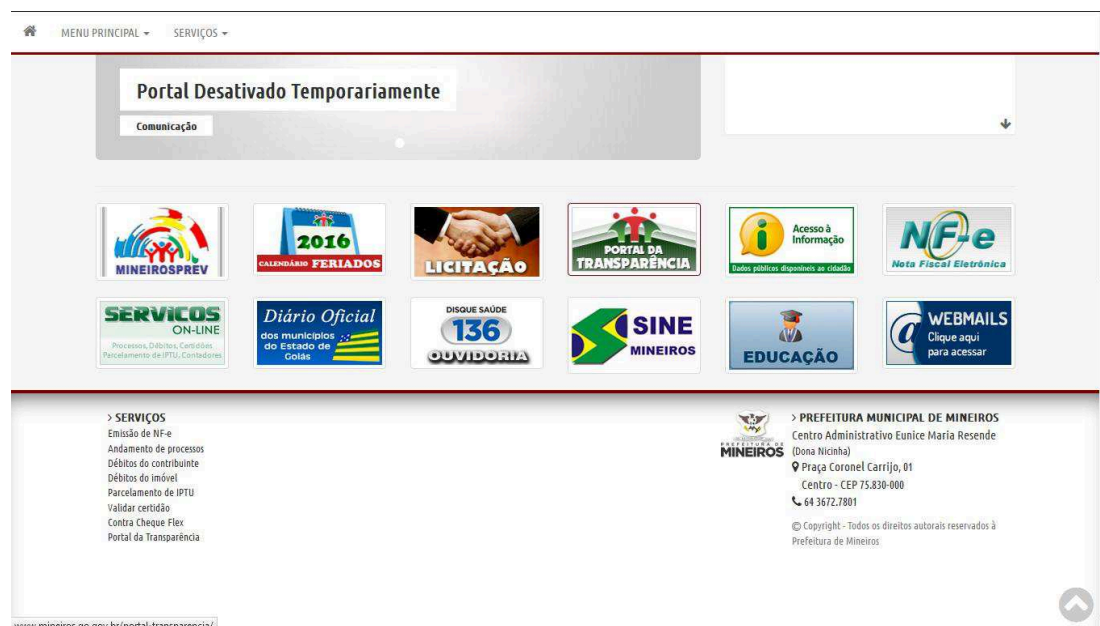 MENU PRINCIPAL
SERVIÇOS
Portal Desativado Temporariamente
Comunicação
MINEIROSPREV
2016
CALENDÁRIO FERIADOS
LICITAÇÃO
PORTAL DA
TRANSPARÊNCIA
Acesso à
Informação
Dados públicos disponíneis ao cidadão
NF-e
Nota Fiscal Eletrônica
SERVIÇOS
ON-LINE
Processos, Débitos, Certidões
Parcelamento de IPTU, Contadores
Diário Oficial
dos municípios
do Estado de
Goiás
DISQUE SAÚDE
136
OUVIDORIA
SINE
MINEIROS
EDUCAÇÃO
@ WEBMAILS
Clique aqui
para acessar
> SERVIÇOS
Emissão de NF-e
Andamento de processos
Débitos do contribuinte
Débitos do imóvel
Parcelamento de IPTU
Validar certidão
Contra Cheque Flex
Portal da Transparência
PREFEITURA DE
MINEIROS
> PREFEITURA MUNICIPAL DE MINEIROS
Centro Administrativo Eunice Maria Resende
(Dona Nicinha)
Praça Coronel Carrijo, 01
Centro - CEP 75.830-000
64 3672.7801
© Copyright - Todos os direitos autorais reservados à
Prefeitura de Mineiros
www.mineiros.go.gov.br/portal-transparencia/